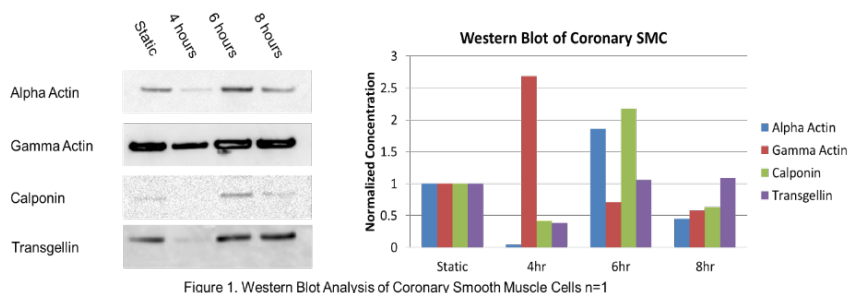 Static
4 hours
6 hours
8 hours
Alpha Actin
Gamma Actin
Calponin
Transgellin
Western Blot of Coronary SMC
Normalized Concentration
3
2.5
2
1.5
1
0.5
0
Static
4hr
6hr
8hr
Alpha Actin
Gamma Actin
Calponin
Transgellin
Figure 1. Western Blot Analysis of Coronary Smooth Muscle Cells n=1